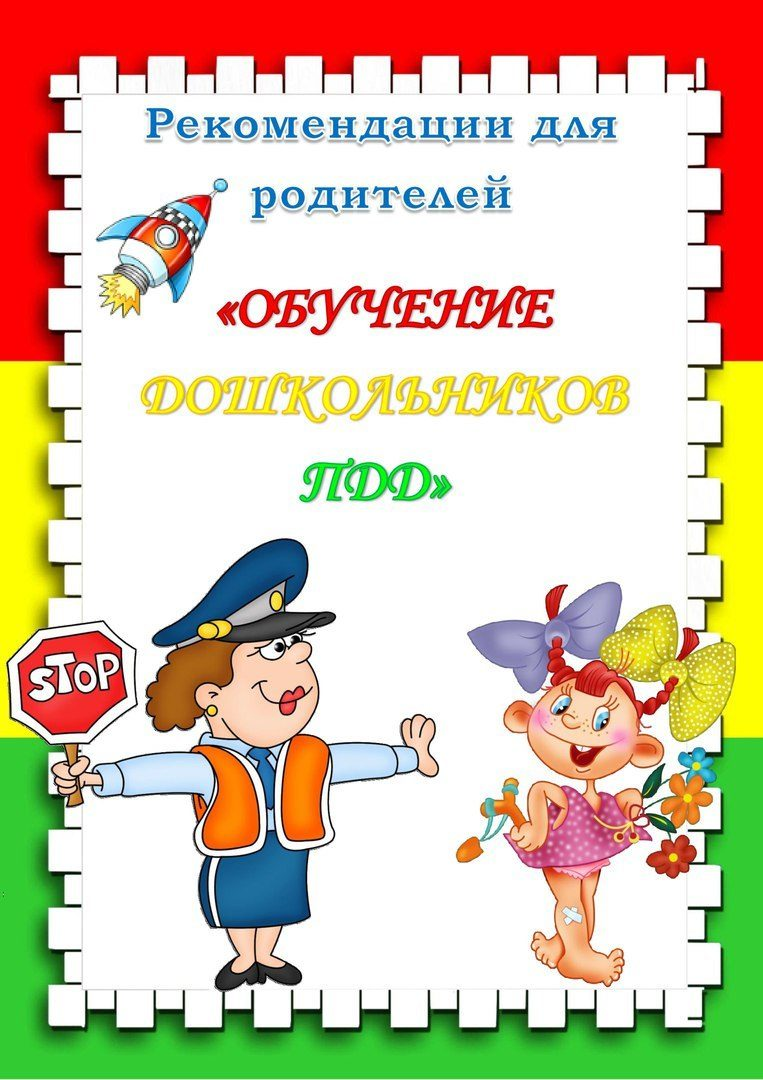 Рекомендации для
родителей
«ОБУЧЕНИЕ
ДОШКОЛЬНИКОВ
ПДД»
STOP